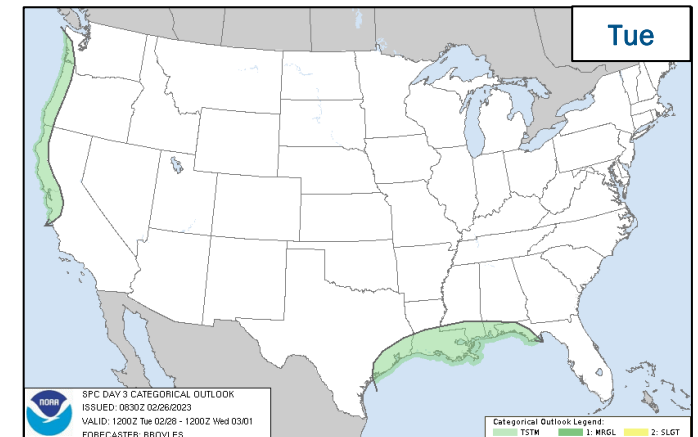 Tue
NOAA
SPC DAY 3 CATEGORICAL OUTLOOK
ISSUED: 0830Z 02/26/2023
VALID: 1200Z Tue 02/28 - 1200Z Wed 03/01
FORECASTER: BROYLES
Categorical Outlook Legend:
TSTM 1: MRGL 2: SLGT